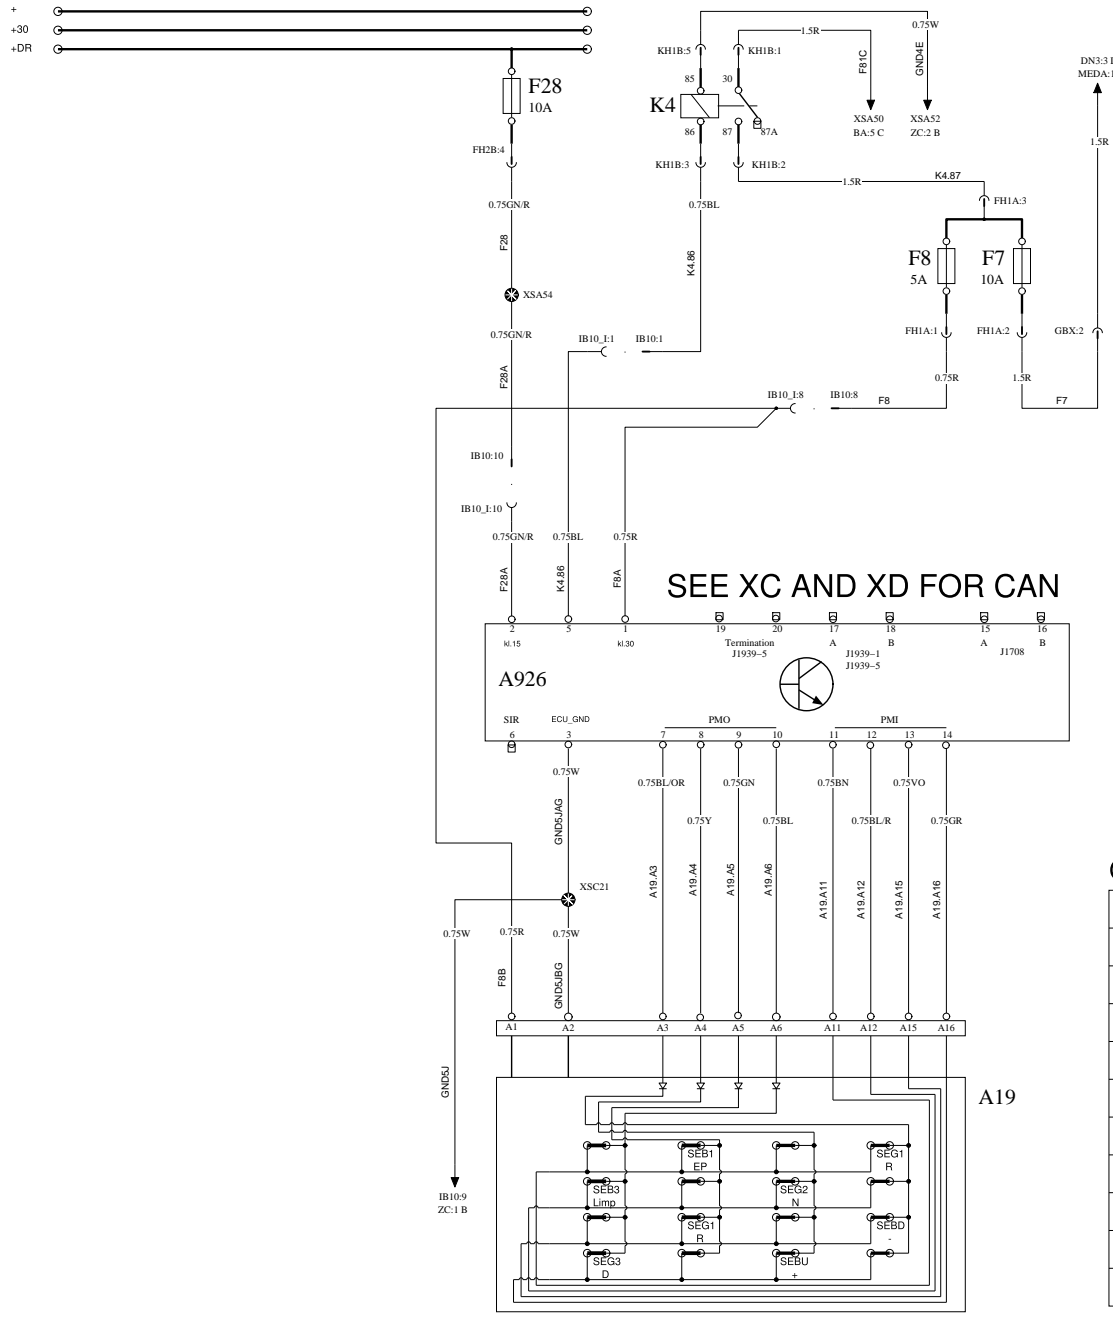 +
+30
+DR
F28
10A
FH2B:4
0.75GN/R
F28
XSA54
0.75GN/R
F28A
IB10:10
IB10_I:10
0.75GN/R
F28A
KH1B:5
KH1B:1
1.5R
0.75W
F81C
GND4E
85
30
K4
86
87
87A
XSA50
BA:5 C
XSA52
ZC:2 B
KH1B:3
KH1B:2
0.75BL
1.5R
K4.87
K4.86
FH1A:3
F8
5A
F7
10A
FH1A:1
FH1A:2
GBX:2
DN3:3
MEDA:
1.5R
0.75R
1.5R
IB10_I:1
IB10:1
IB10_I:8
IB10:8
F8
F7
0.75BL
K4.86
0.75R
F8A
SEE XC AND XD FOR CAN
2
5
1
19
20
17
18
15
16
kl.15
kl.30
Termination
J1939–5
A
B
J1939–1
J1939–5
A
B
J1708
A926
SIR
ECU_GND
PMO
PMI
6
3
7
8
9
10
11
12
13
14
0.75W
0.75BL/OR
0.75GN
0.75BN
0.75VO
0.75Y
0.75BL
0.75BL/R
0.75GR
GND5JAG
A19.A3
A19.A4
A19.A5
A19.A6
A19.A11
A19.A12
A19.A15
A19.A16
XSC21
0.75W
0.75R
0.75W
F8B
GND5JBG
A1
A2
A3
A4
A5
A6
A11
A12
A15
A16
GND5J
A19
SEB1
EP
SEG1
R
SEB3
Limp
SEG2
N
SEG1
R
SEBD
-
SEG3
D
SEBU
+
IB10:9
ZC:1 B